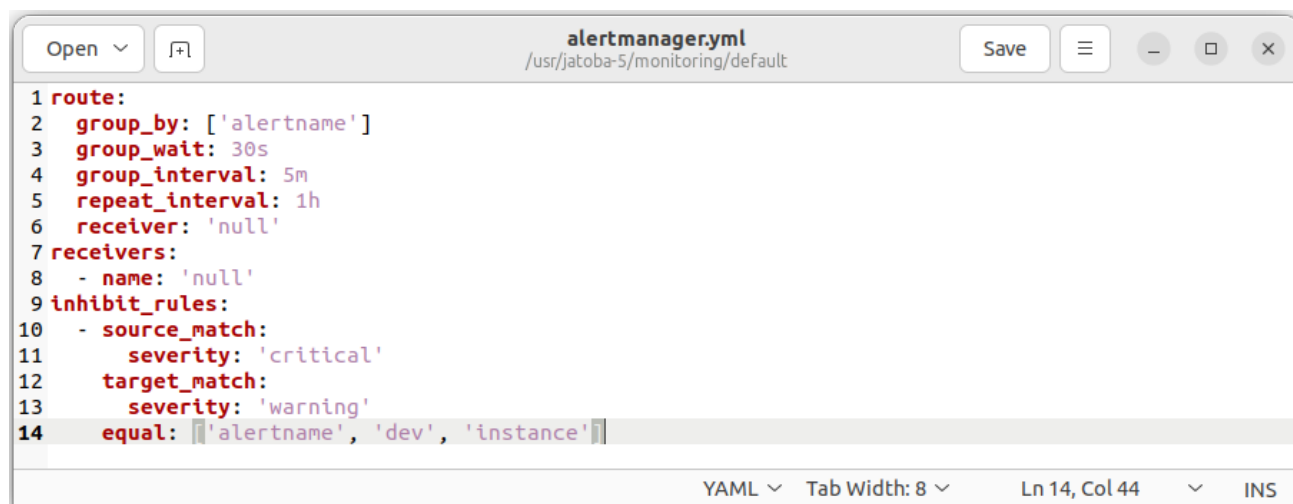 Open
alertmanager.yml
/usr/jatoba-5/monitoring/default
Save
1 route:
2   group_by: ['alertname']
3   group_wait: 30s
4   group_interval: 5m
5   repeat_interval: 1h
6   receiver: 'null'
7 receivers:
8   - name: 'null'
9 inhibit_rules:
10   - source_match:
11       severity: 'critical'
12     target_match:
13       severity: 'warning'
14     equal: ['alertname', 'dev', 'instance']
YAML Tab Width: 8 Ln 14, Col 44 INS